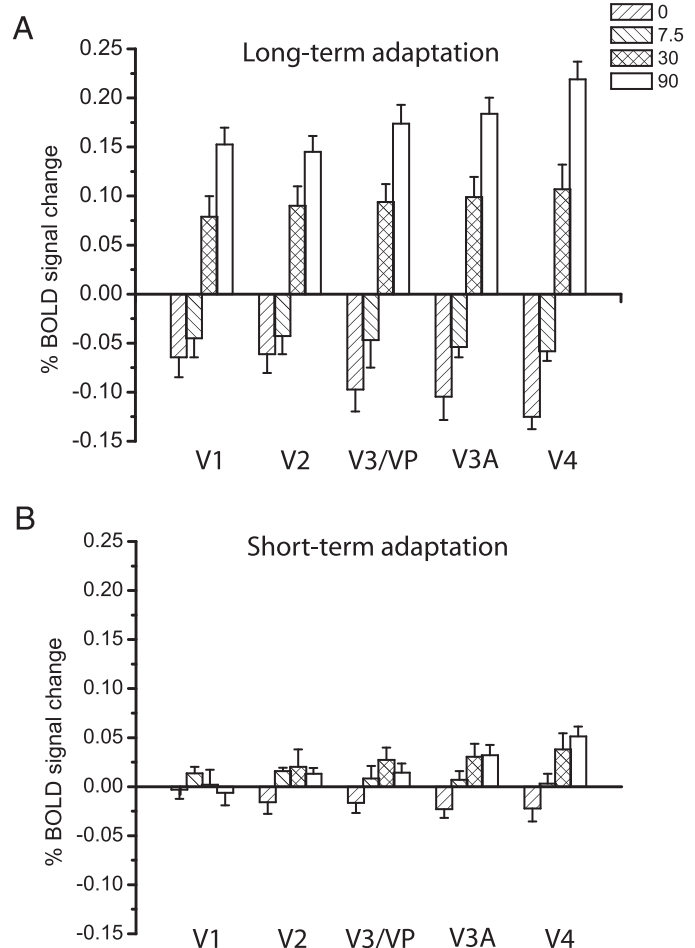 A
0
7.5
30
90
Long-term adaptation
% BOLD signal change
0.25
0.20
0.15
0.10
0.05
0.00
-0.05
-0.10
-0.15
V1 V2 V3/VP V3A V4
B
Short-term adaptation
% BOLD signal change
0.25
0.20
0.15
0.10
0.05
0.00
-0.05
-0.10
-0.15
V1 V2 V3/VP V3A V4